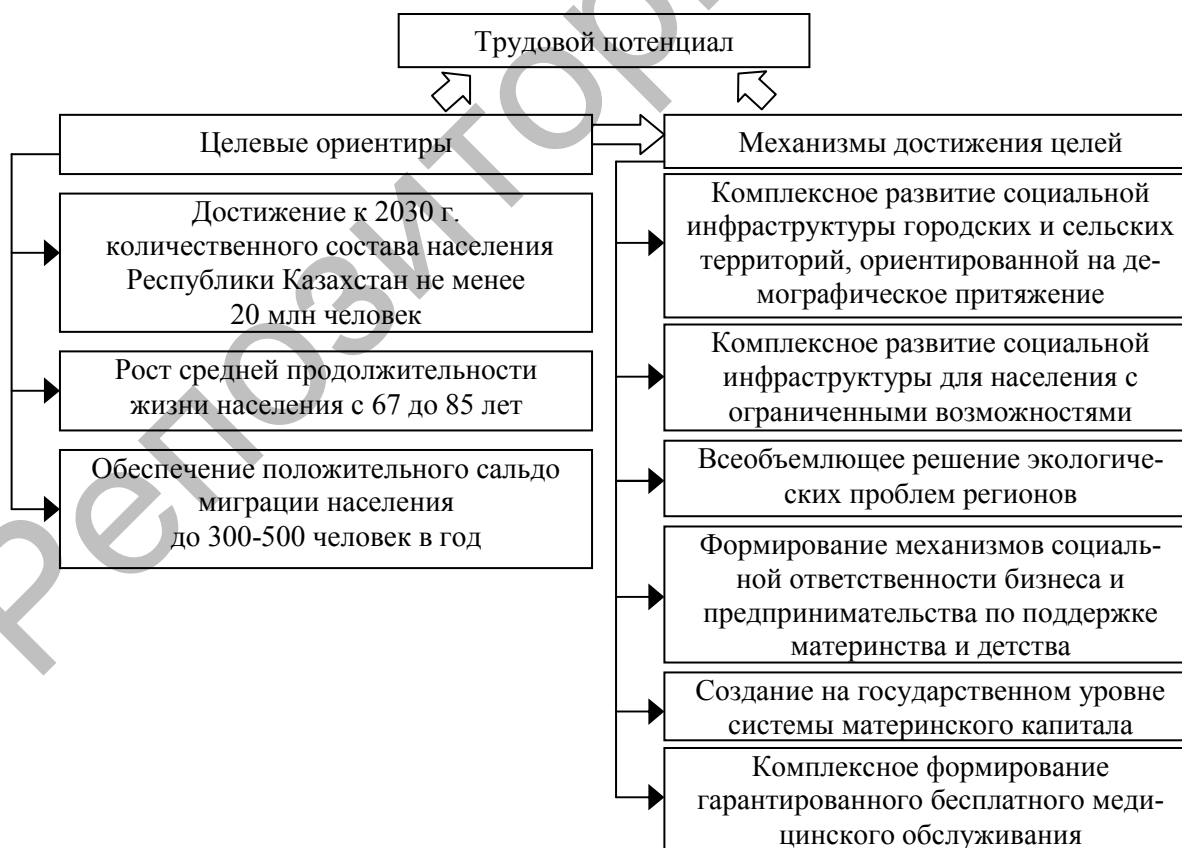 Трудовой потенциал
Целевые ориентиры
Достижение к 2030 г.
количественного состава населения
Республики Казахстан не менее
20 млн человек
Рост средней продолжительности
жизни населения с 67 до 85 лет
Обеспечение положительного сальдо
миграции населения
до 300-500 человек в год
Механизмы достижения целей
Комплексное развитие социальной
инфраструктуры городских и сельских
территорий, ориентированной на де-
мографическое притяжение
Комплексное развитие социальной
инфраструктуры для населения с
ограниченными возможностями
Всеобъемлющее решение экологиче-
ских проблем регионов
Формирование механизмов социаль-
ной ответственности бизнеса и
предпринимательства по поддержке
материнства и детства
Создание на государственном уровне
системы материнского капитала
Комплексное формирование
гарантированного бесплатного меди-
цинского обслуживания